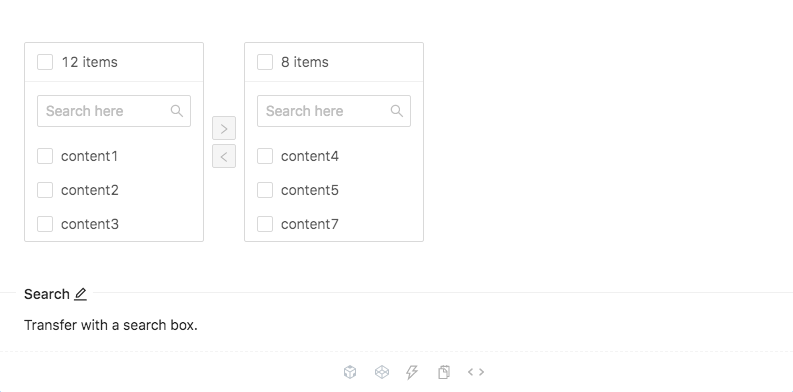 12 items
Search here
content1
content2
content3
8 items
Search here
content4
content5
content7
Search
Transfer with a search box.